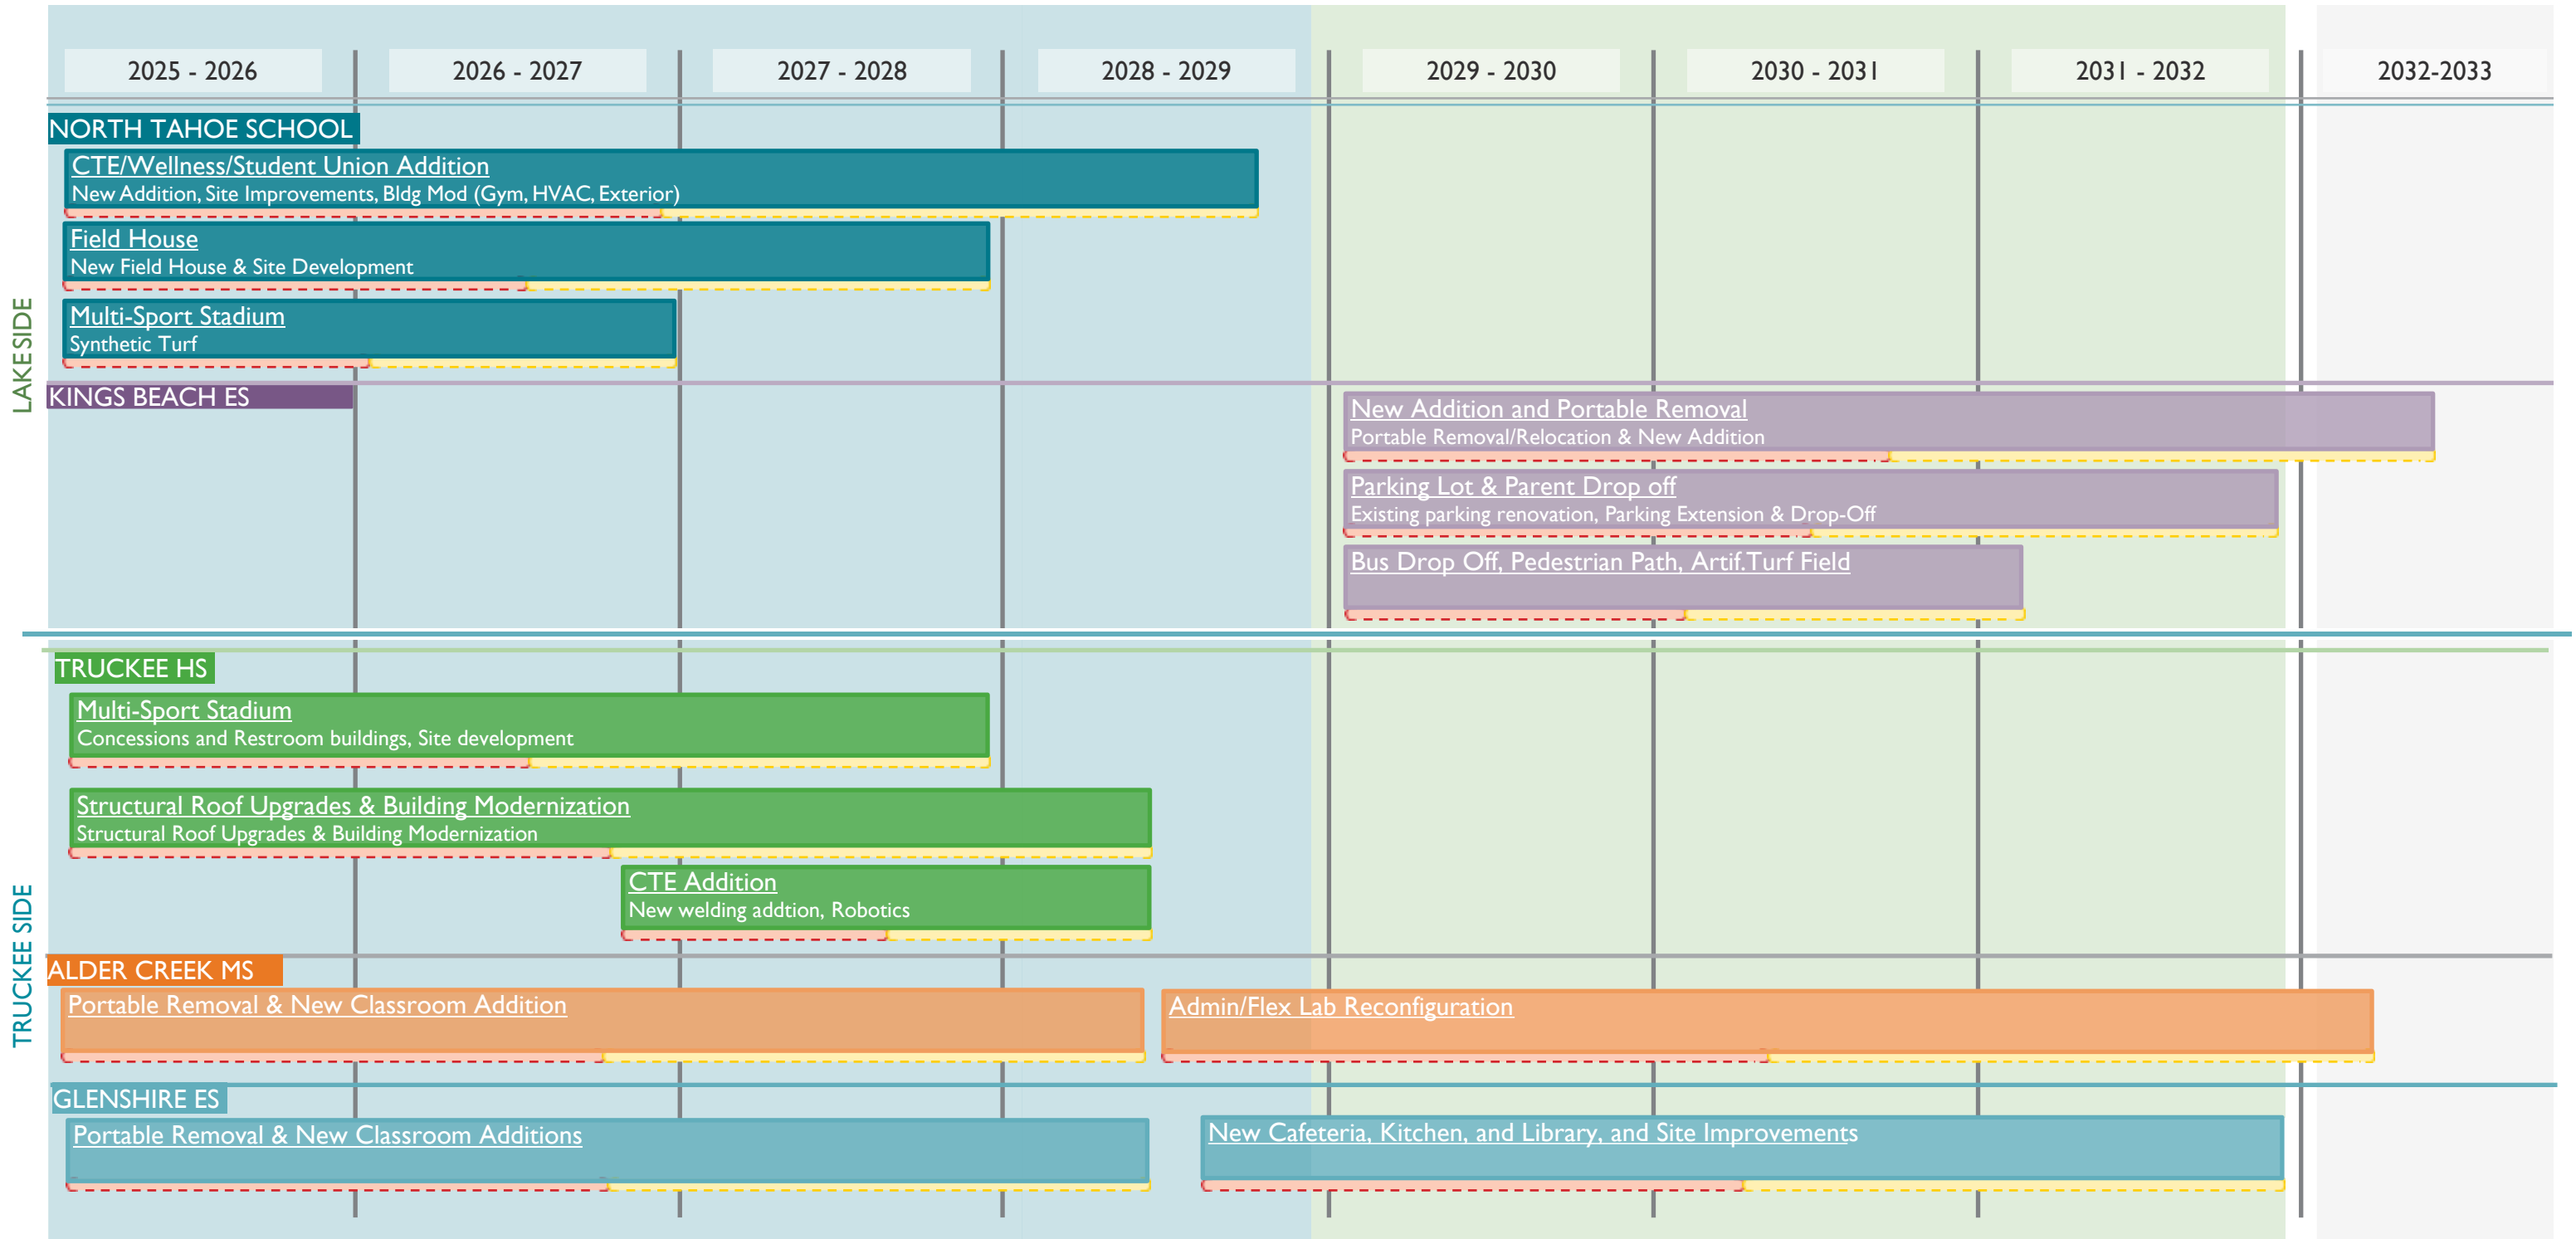 2025 - 2026
2026 - 2027
2027 - 2028
2028 - 2029
2029 - 2030
2030 - 2031
2031 - 2032
2032-2033
LAKESIDE
NORTH TAHOE SCHOOL
CTE/Wellness/Student Union Addition
New Addition, Site Improvements, Bldg Mod (Gym, HVAC, Exterior)
Field House
New Field House & Site Development
Multi-Sport Stadium
Synthetic Turf
KINGS BEACH ES
New Addition and Portable Removal
Portable Removal/Relocation & New Addition
Parking Lot & Parent Drop off
Existing parking renovation, Parking Extension & Drop-Off
Bus Drop Off, Pedestrian Path, Artif.Turf Field
TRUCKEE SIDE
TRUCKEE HS
Multi-Sport Stadium
Concessions and Restroom buildings, Site development
Structural Roof Upgrades & Building Modernization
Structural Roof Upgrades & Building Modernization
CTE Addition
New welding addtion, Robotics
ALDER CREEK MS
Portable Removal & New Classroom Addition
Admin/Flex Lab Reconfiguration
GLENSHIRE ES
Portable Removal & New Classroom Additions
New Cafeteria, Kitchen, and Library, and Site Improvements